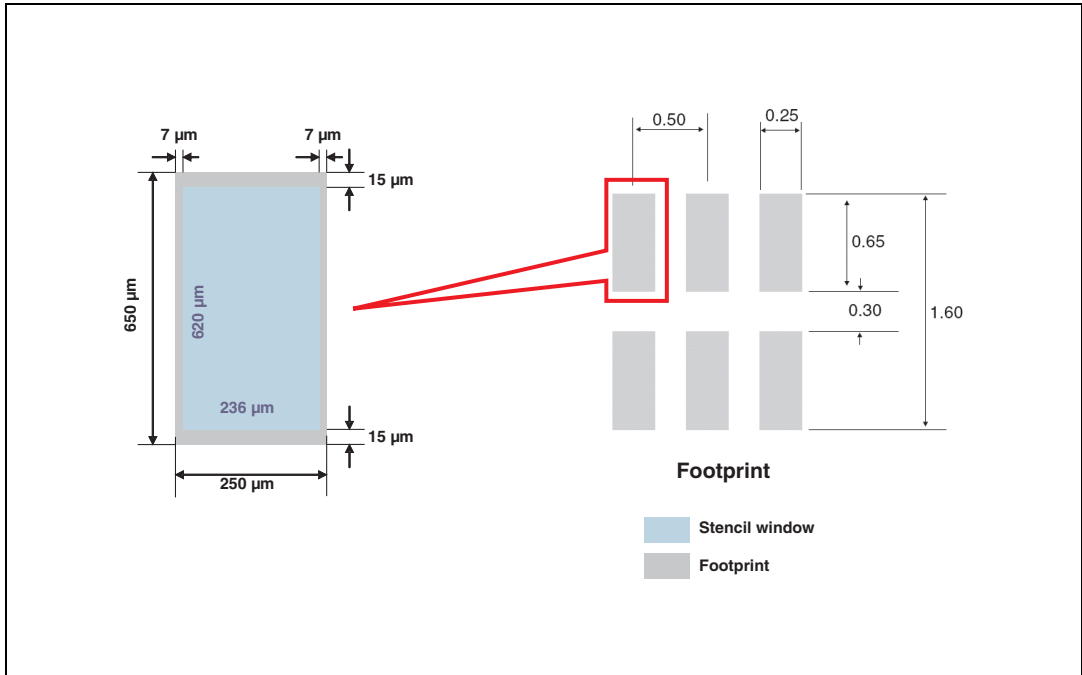 7 µm
7 µm
15 µm
650 µm
620 µm
236 µm
15 µm
250 µm
0.50
0.25
0.65
0.30
1.60
Footprint
Stencil window
Footprint